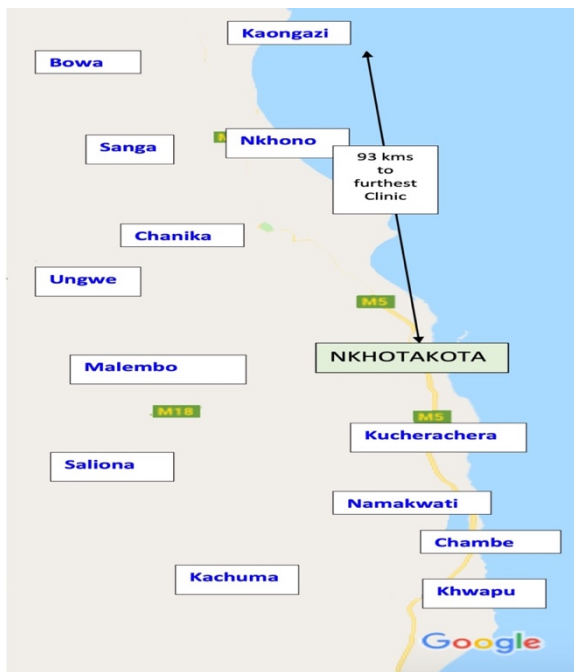 Kaongazi
Bowa
Nkhono
Sanga
93 kms
to
furthest
Clinic
Chanika
Ungwe
M5
NKHOTAKOTA
Malembo
M18
M5
Kucherachera
Saliona
Namakwati
Chambe
Kachuma
Khwapu
Google